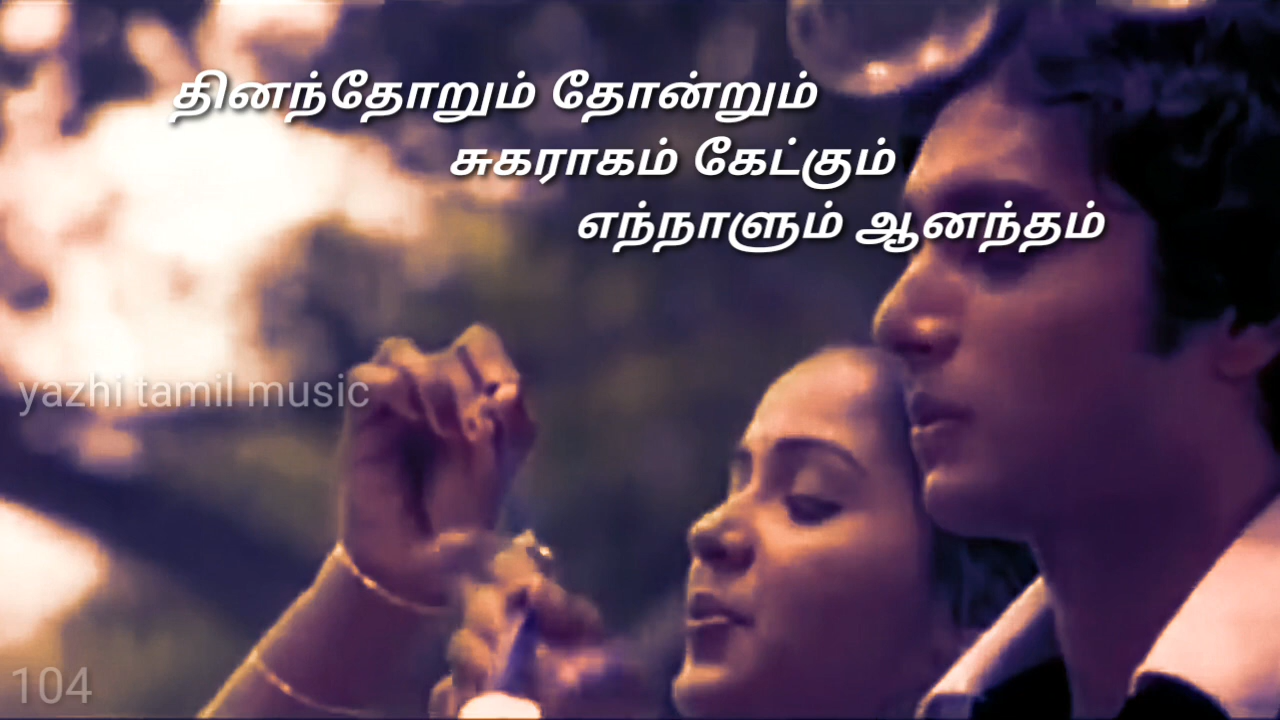 தினந்தோறும் தோன்றும்
சுகராகம் கேட்கும்
எந்நாளும் ஆனந்தம்
yazhi tamil music
104